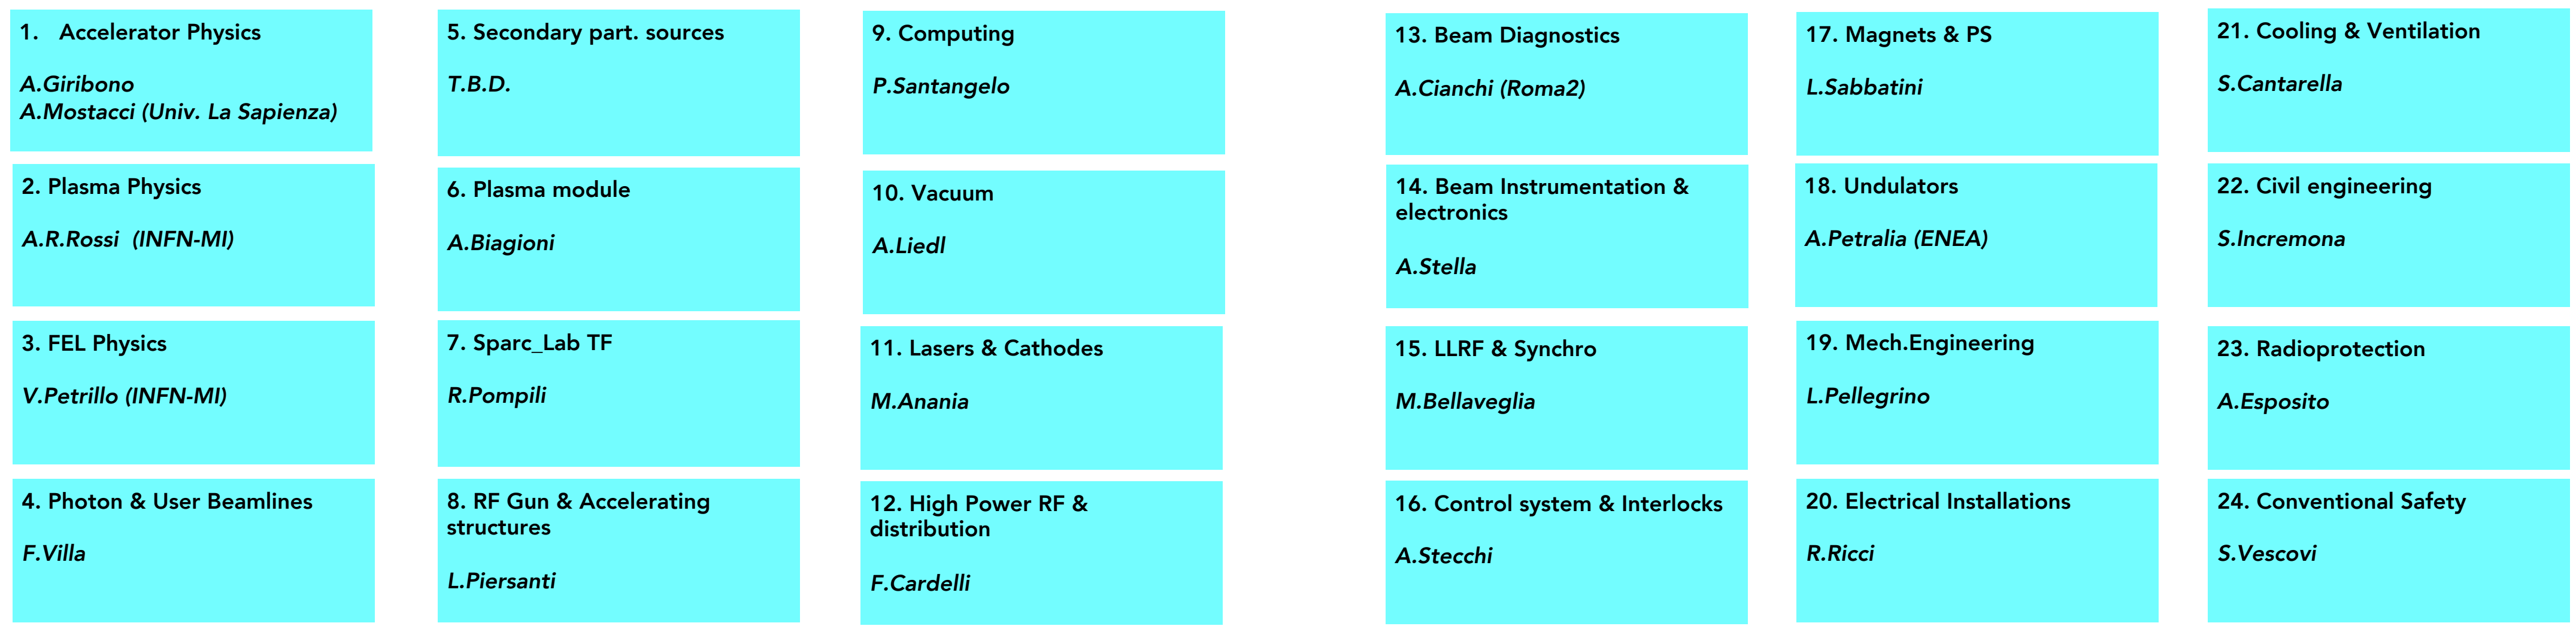 1. Accelerator Physics
A.Giribono
A.Mostacci (Univ. La Sapienza)
2. Plasma Physics
A.R.Rossi (INFN-MI)
3. FEL Physics
V.Petrillo (INFN-MI)
4. Photon & User Beamlines
F.Villa
5. Secondary part. sources
T.B.D.
6. Plasma module
A.Biagioni
7. Sparc_Lab TF
R.Pompili
8. RF Gun & Accelerating
structures
L.Piersanti
9. Computing
P.Santangelo
10. Vacuum
A.Liedl
11. Lasers & Cathodes
M.Anania
12. High Power RF &
distribution
F.Cardelli
13. Beam Diagnostics
A.Cianchi (Roma2)
14. Beam Instrumentation &
electronics
A.Stella
15. LLRF & Synchro
M.Bellaveglia
16. Control system & Interlocks
A.Stecchi
17. Magnets & PS
L.Sabbatini
18. Undulators
A.Petralia (ENEA)
19. Mech.Engineering
L.Pellegrino
20. Electrical Installations
R.Ricci
21. Cooling & Ventilation
S.Cantarella
22. Civil engineering
S.Incremona
23. Radioprotection
A.Esposito
24. Conventional Safety
S.Vescovi